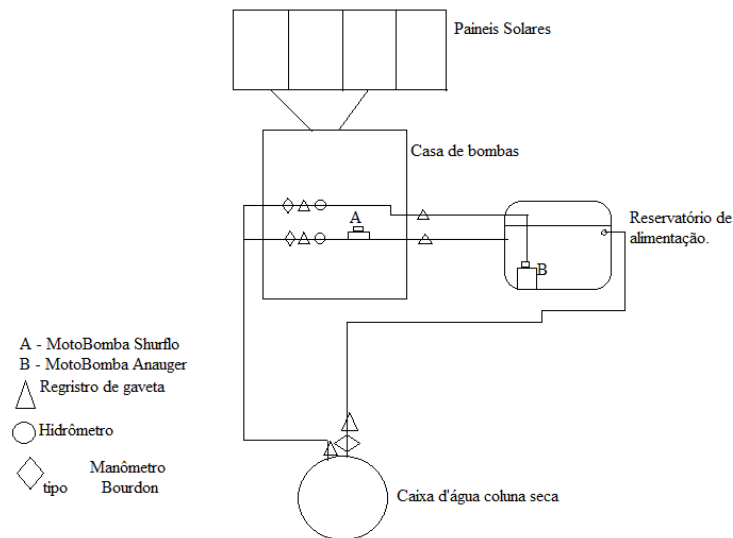 Paineis Solares
Casa de bombas
A
Reservatório de
alimentação.
B
A - MotoBomba Shurflo
B - MotoBomba Anauger
Regristro de gaveta
Hidrômetro
Manômetro
tipo Bourdon
Caixa d'água coluna seca